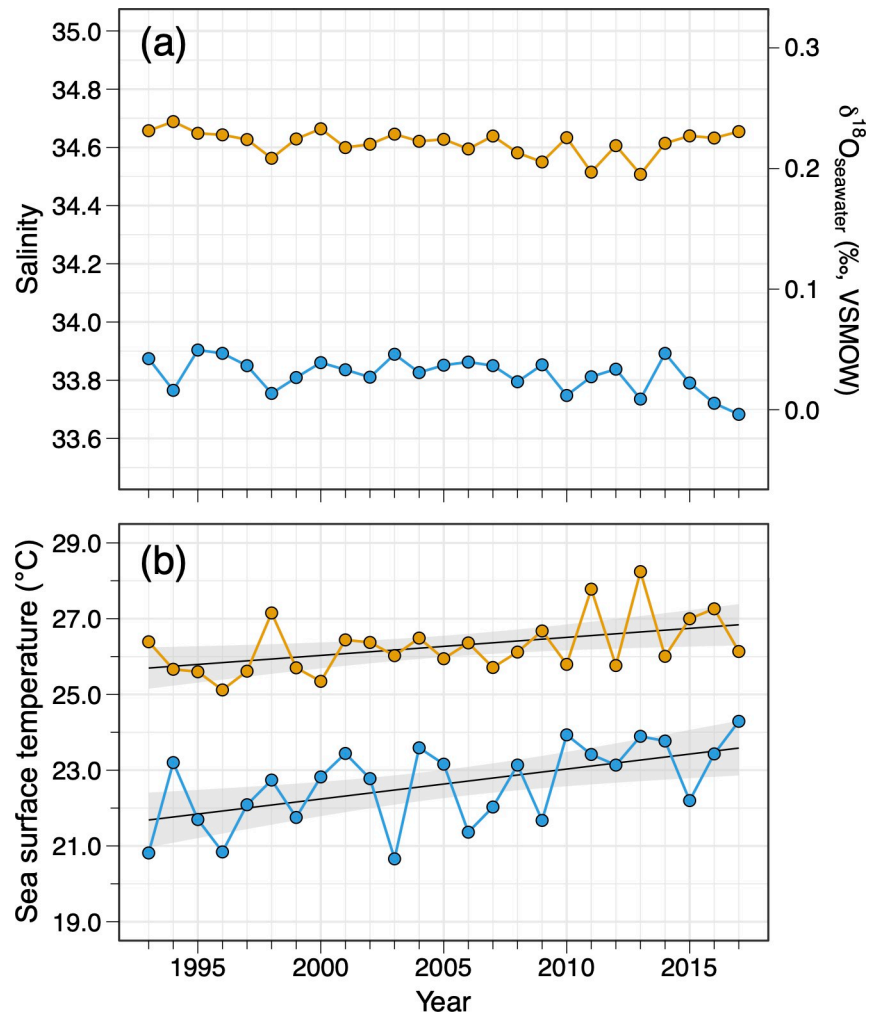 (a)
35.0
34.8
34.6
34.4
34.2
34.0
33.8
33.6
Salinity
0.3
0.2
0.1
0.0
δ¹⁸Oseawater (‰, VSMOW)
(b)
29.0
27.0
25.0
23.0
21.0
19.0
Sea surface temperature (°C)
1995 2000 2005 2010 2015
Year